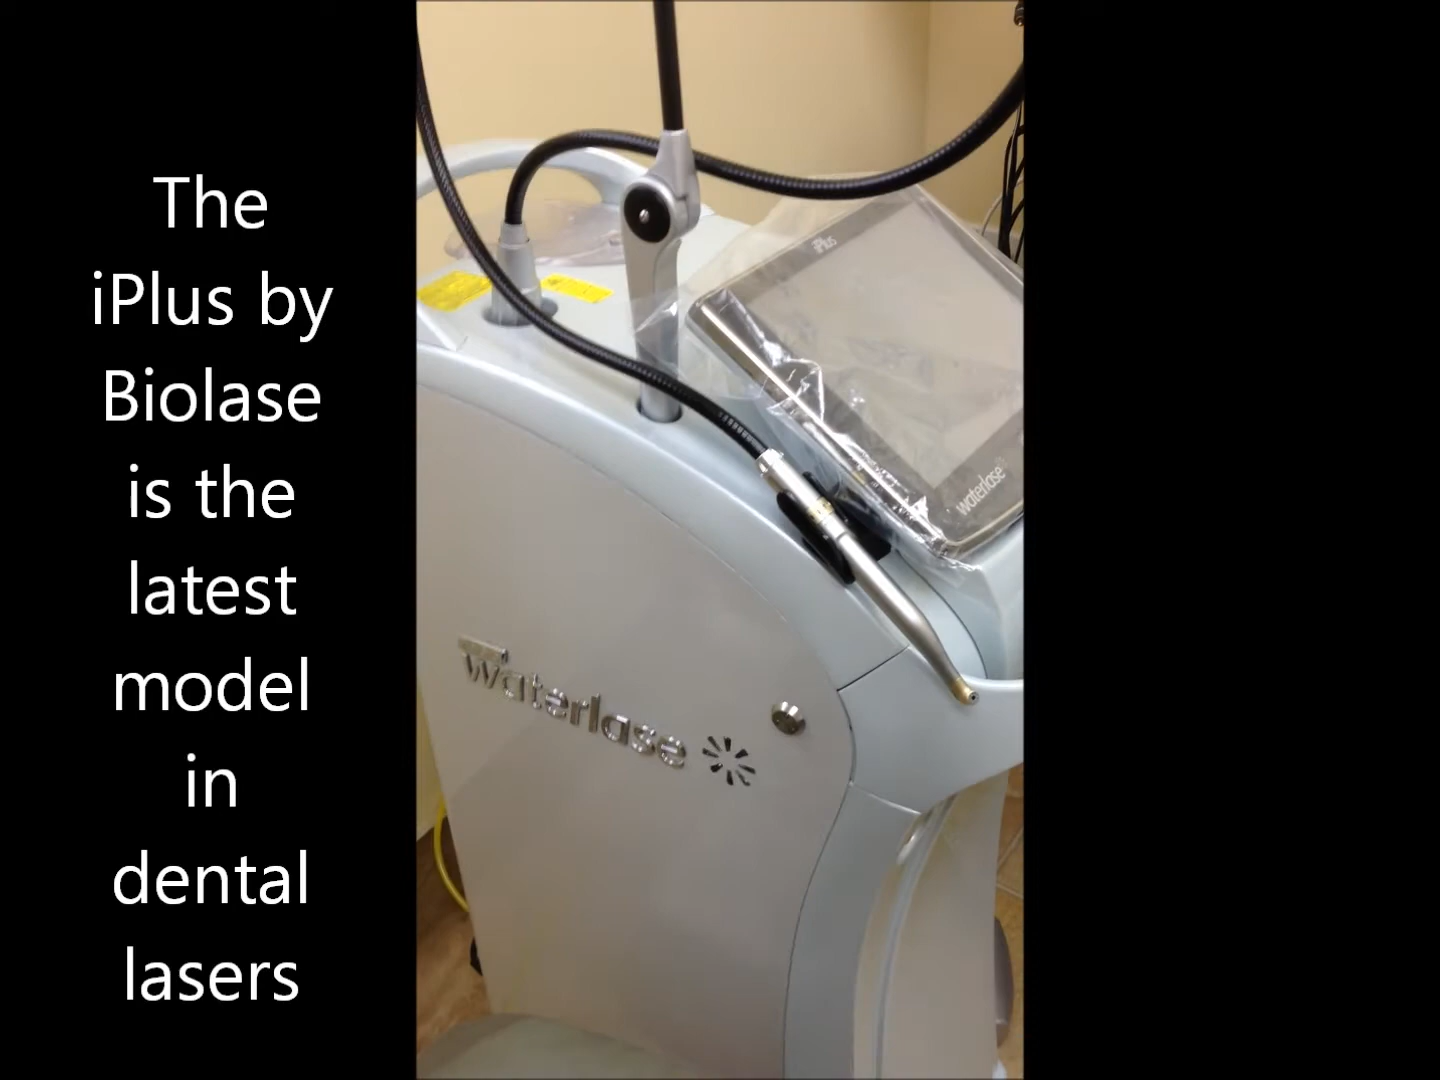 The
iPlus by
Biolase
is the
latest
model
in
dental
lasers
iPlus
waterlase
waterlase